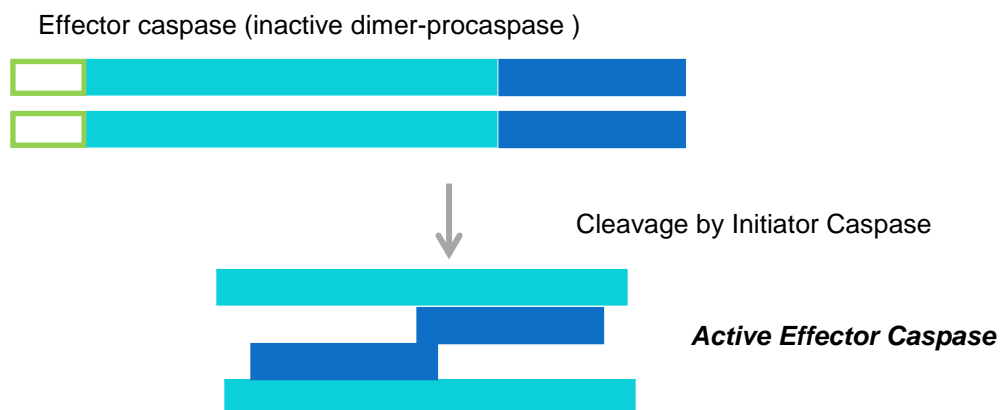 Effector caspase (inactive dimer-procaspase )
Cleavage by Initiator Caspase
Active Effector Caspase